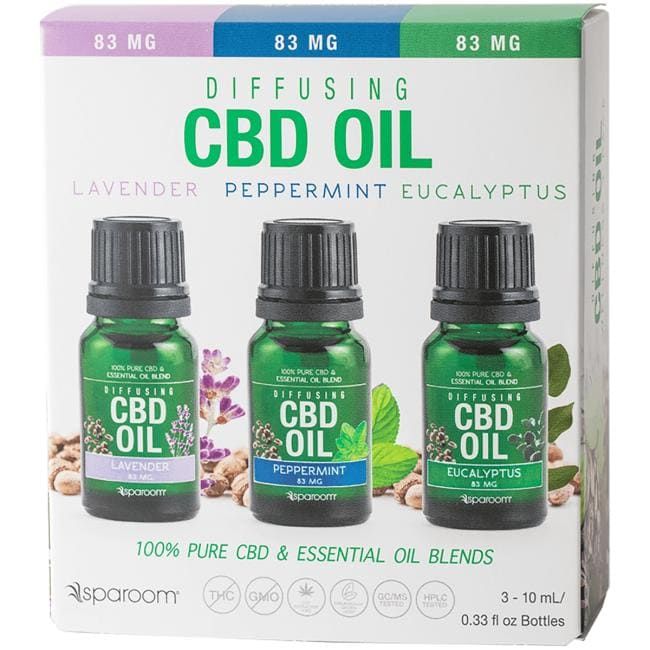 83 MG 83 MG 83 MG
DIFFUSING
CBD OIL
LAVENDER PEPPERMINT EUCALYPTUS
100% PURE CBD &
ESSENTIAL OIL BLEND
DIFFUSING
CBD
OIL
LAVENDER
83 MG
sparoom®
100% PURE CBD &
ESSENTIAL OIL BLEND
DIFFUSING
CBD
OIL
PEPPERMINT
83 MG
sparoom®
100% PURE CBD &
ESSENTIAL OIL BLEND
DIFFUSING
CBD
OIL
EUCALYPTUS
83 MG
sparoom®
100% PURE CBD & ESSENTIAL OIL BLENDS
sparoom®
THC
GMO
GC/MS
TESTED
HPLC
TESTED
3 - 10 mL/
0.33 fl oz Bottles
CBD OIL